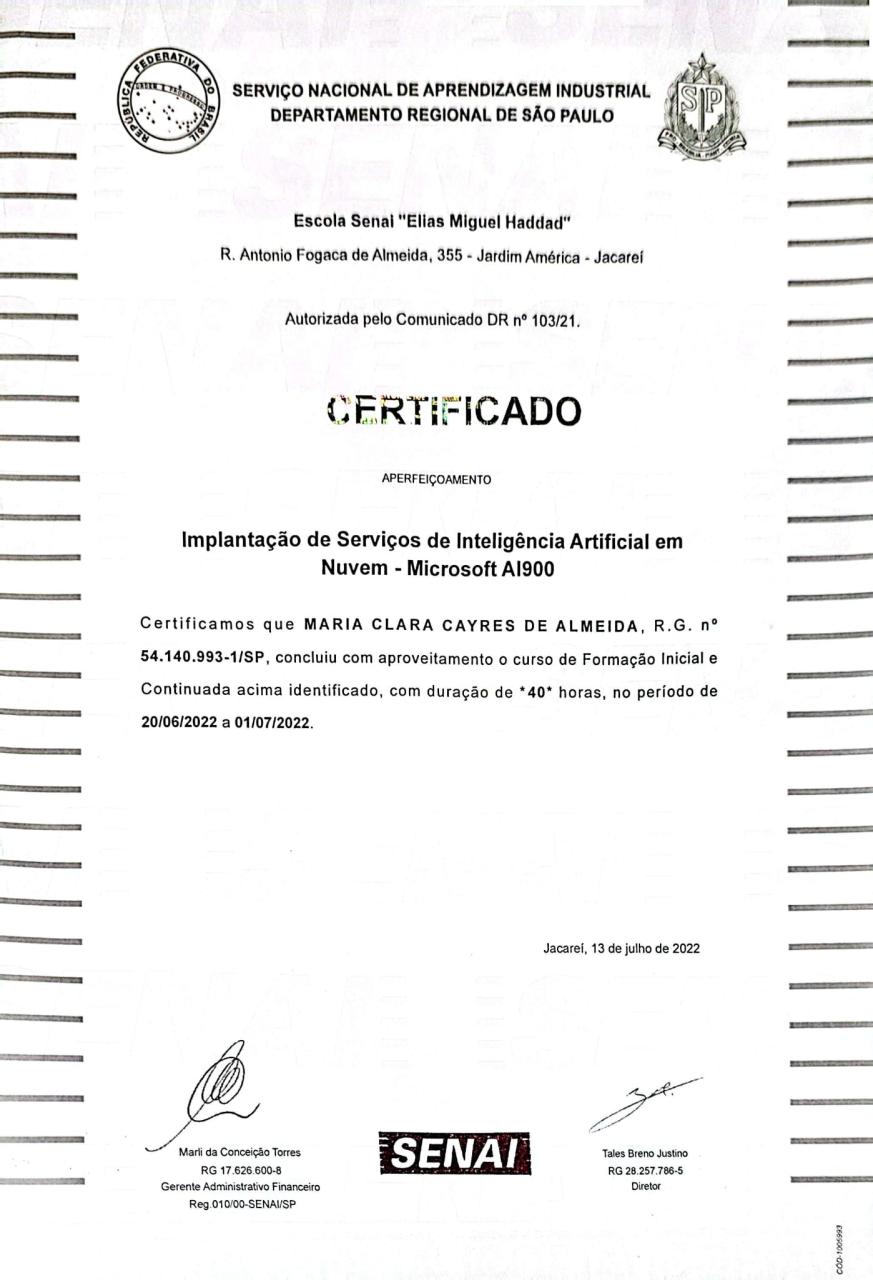 REPÚBLICA FEDERATIVA DO BRASIL
ORDEM E PROGRESSO
SERVIÇO NACIONAL DE APRENDIZAGEM INDUSTRIAL
DEPARTAMENTO REGIONAL DE SÃO PAULO
SP
Escola Senai "Elias Miguel Haddad"
R. Antonio Fogaca de Almeida, 355 - Jardim América - Jacareí
Autorizada pelo Comunicado DR nº 103/21.
CERTIFICADO
APERFEIÇOAMENTO
Implantação de Serviços de Inteligência Artificial em
Nuvem - Microsoft AI900
Certificamos que MARIA CLARA CAYRES DE ALMEIDA, R.G. nº
54.140.993-1/SP, concluiu com aproveitamento o curso de Formação Inicial e
Continuada acima identificado, com duração de *40* horas, no período de
20/06/2022 a 01/07/2022.
Jacareí, 13 de julho de 2022
Marli da Conceição Torres
RG 17.626.600-8
Gerente Administrativo Financeiro
Reg.010/00-SENAI/SP
SENAI
Tales Breno Justino
RG 28.257.786-5
Diretor
COD-1005993